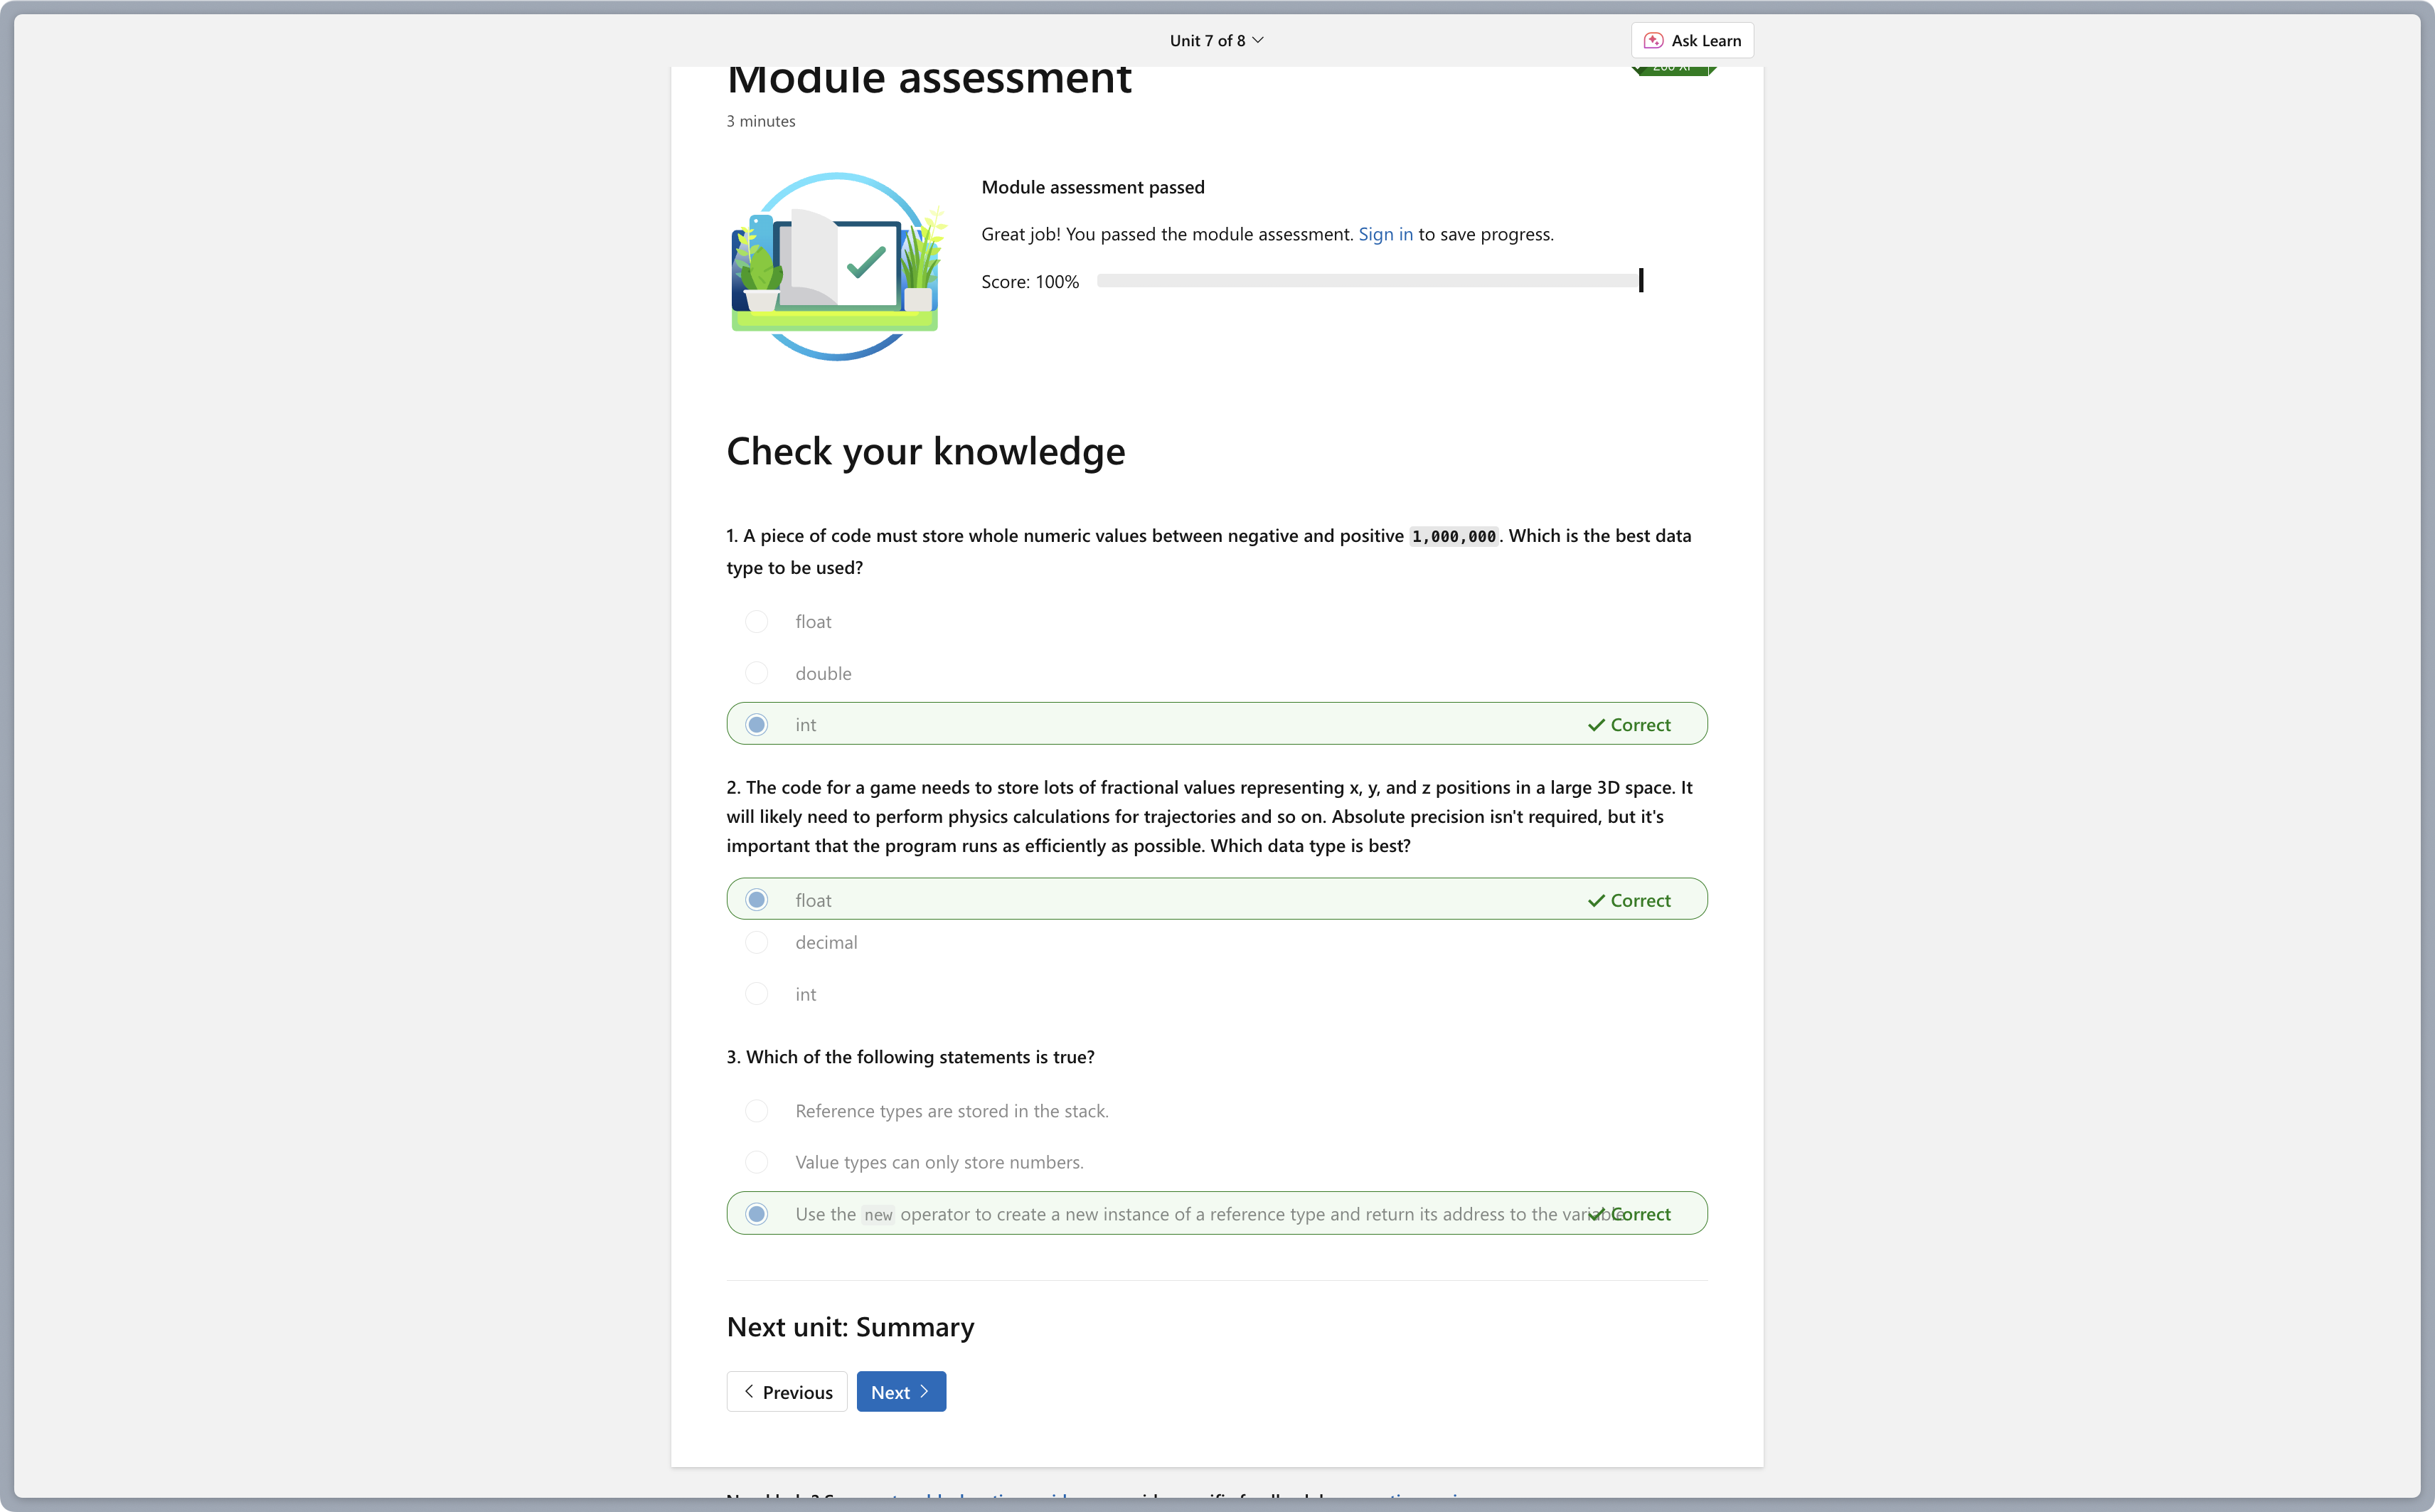 Unit 7 of 8
Ask Learn
Module assessment
3 minutes
Module assessment passed
Great job! You passed the module assessment. Sign in to save progress.
Score: 100%
Check your knowledge
1. A piece of code must store whole numeric values between negative and positive 1,000,000. Which is the best data
type to be used?
float
double
int
Correct
2. The code for a game needs to store lots of fractional values representing x, y, and z positions in a large 3D space. It
will likely need to perform physics calculations for trajectories and so on. Absolute precision isn't required, but it's
important that the program runs as efficiently as possible. Which data type is best?
float
Correct
decimal
int
3. Which of the following statements is true?
Reference types are stored in the stack.
Value types can only store numbers.
Use the new operator to create a new instance of a reference type and return its address to the variable.
Correct
Next unit: Summary
Previous
Next